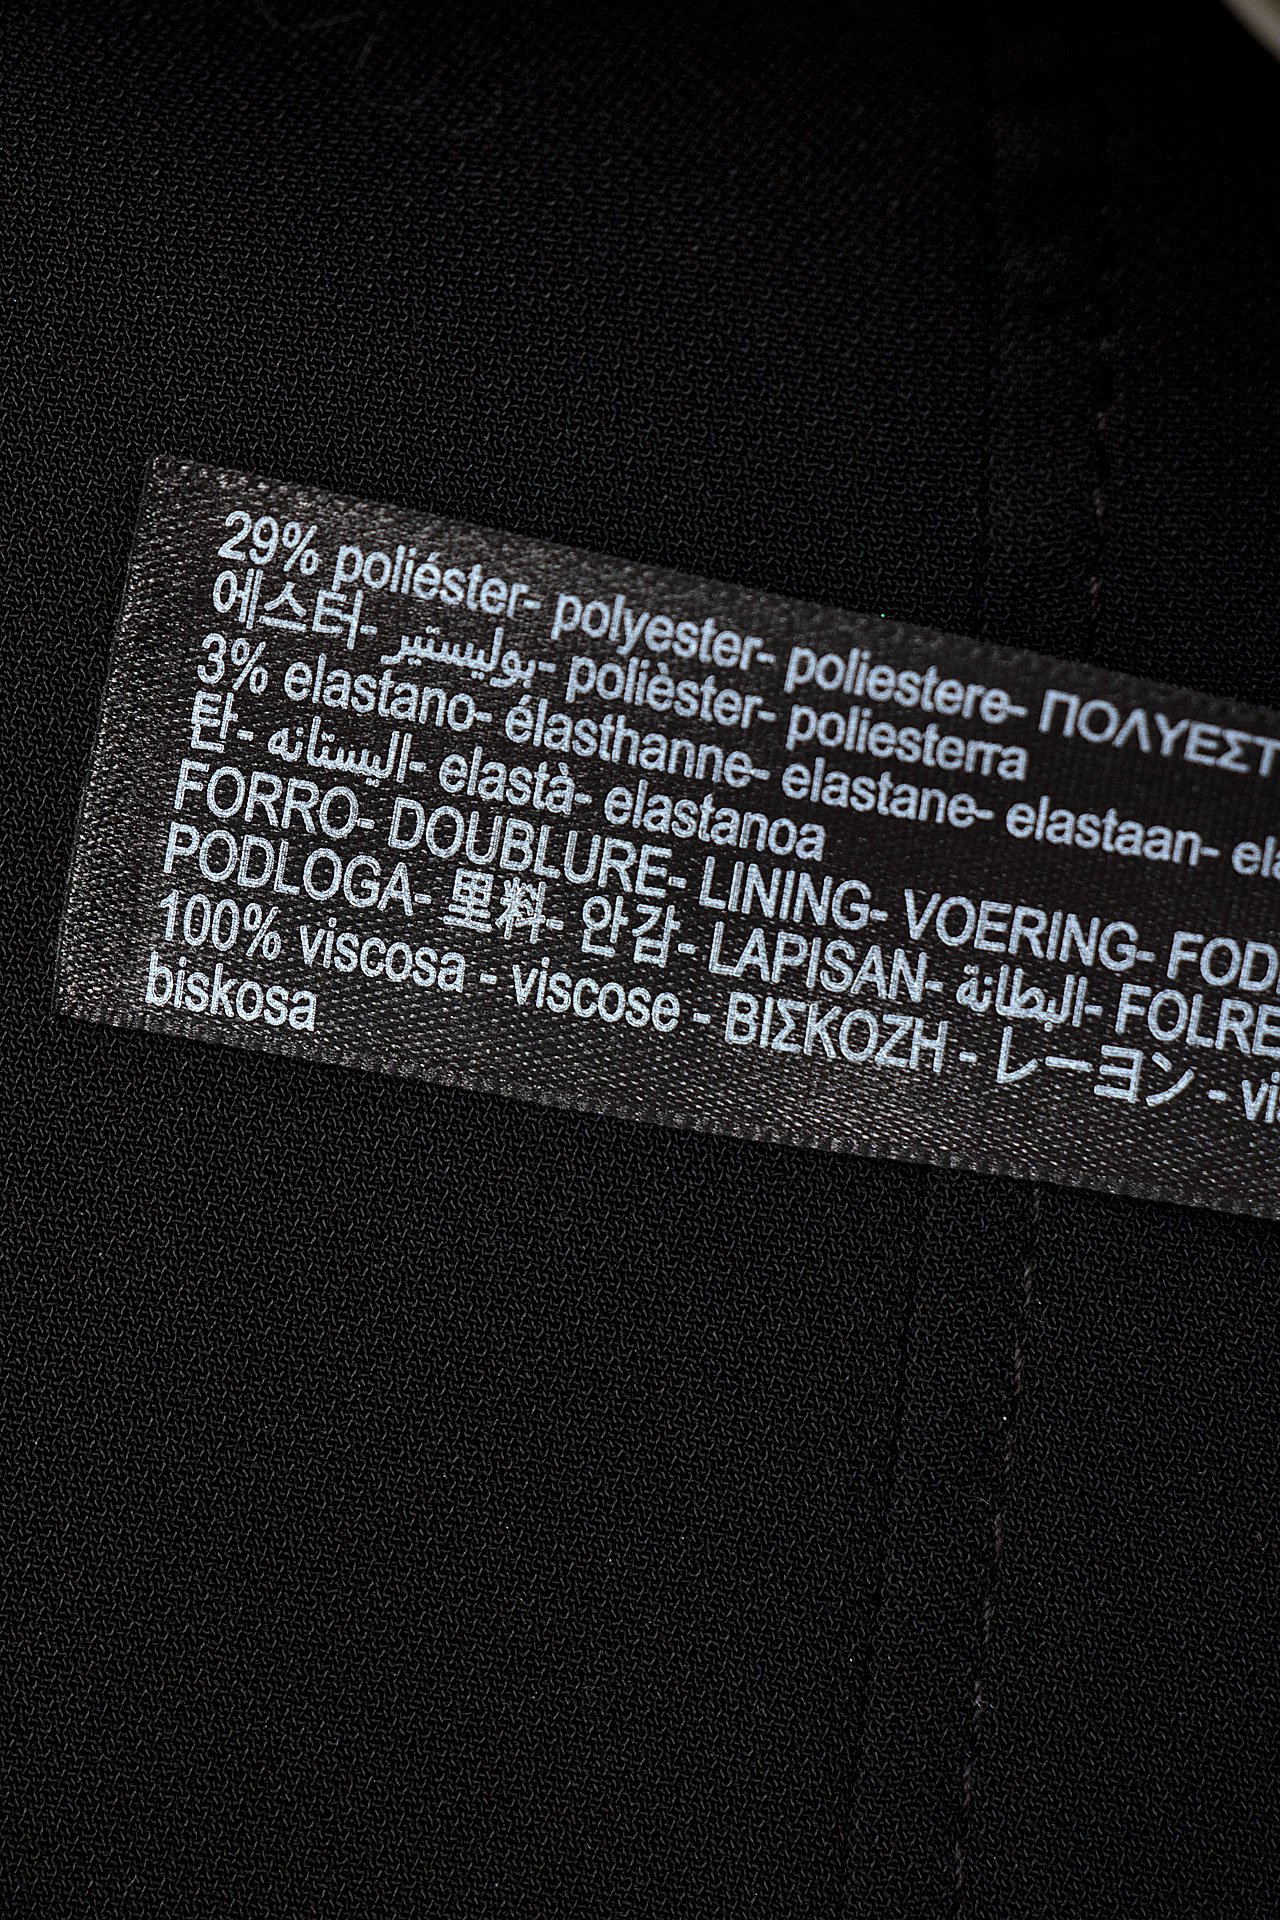 29% poliéster- polyester- poliestere- ΠΟΛΥΕΣΤ
에스터- بوليستير- polièster- poliesterra
3% elastano- élasthanne- elastane- elastaan- ela
탄- اليستانه- elastà- elastanoa
FORRO- DOUBLURE- LINING- VOERING- FOD
PODLOGA- 里料- 안감- LAPISAN- البطانة- FOLRE
100% viscosa - viscose - ΒΙΣΚΟΖΗ - レーヨン - vis
biskosa